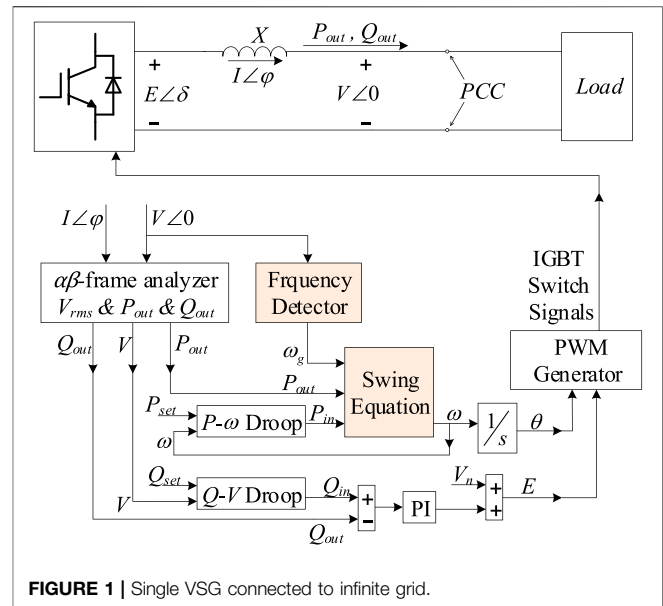 X
P_out , Q_out
+
+
I∠φ
E∠δ
V∠0
PCC
Load
−
−
I∠φ
V∠0
αβ-frame analyzer
V_rms & P_out & Q_out
Frquency
Detector
IGBT
Switch
Signals
Q_out
V
P_out
ω_g
PWM
Generator
P_out
Swing
Equation
P_set
P-ω Droop
P_in
ω
ω
1/s
θ
Q_set
Q-V Droop
Q_in
V
+
−
Q_out
PI
V_n
+
+
E
FIGURE 1 | Single VSG connected to infinite grid.